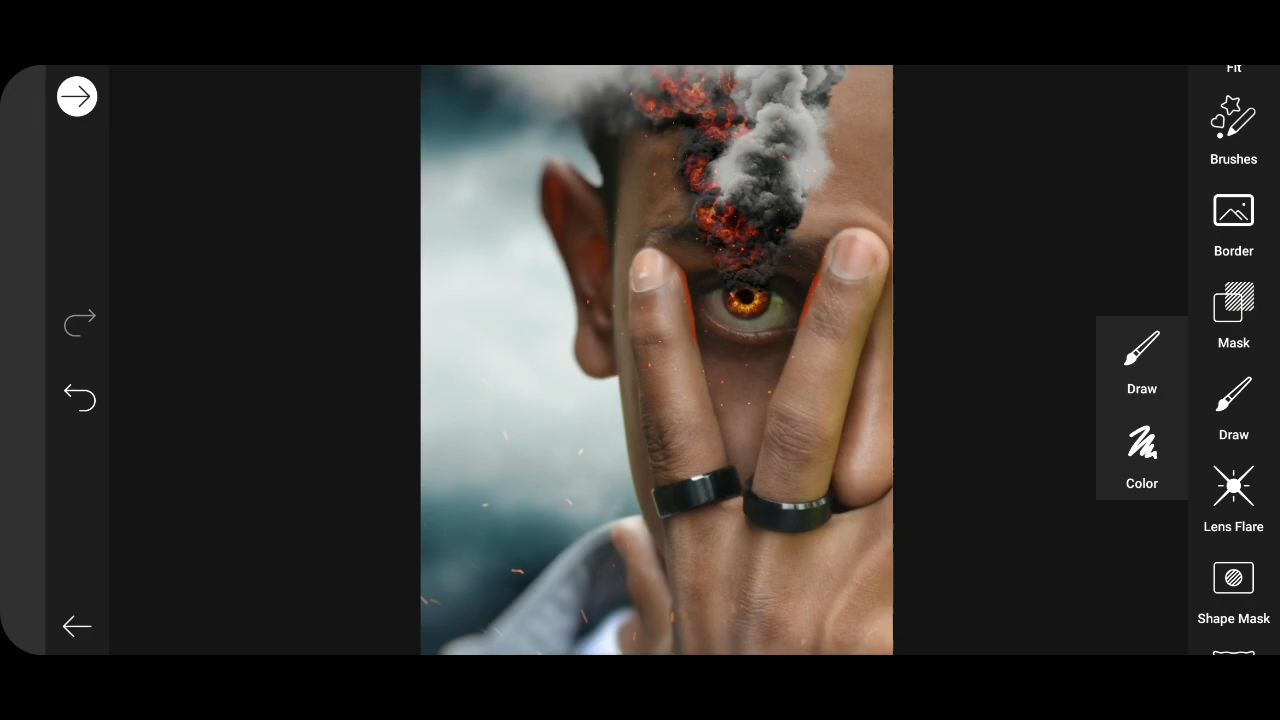 Fit
Brushes
Border
Mask
Draw
Draw
Color
Lens Flare
Shape Mask